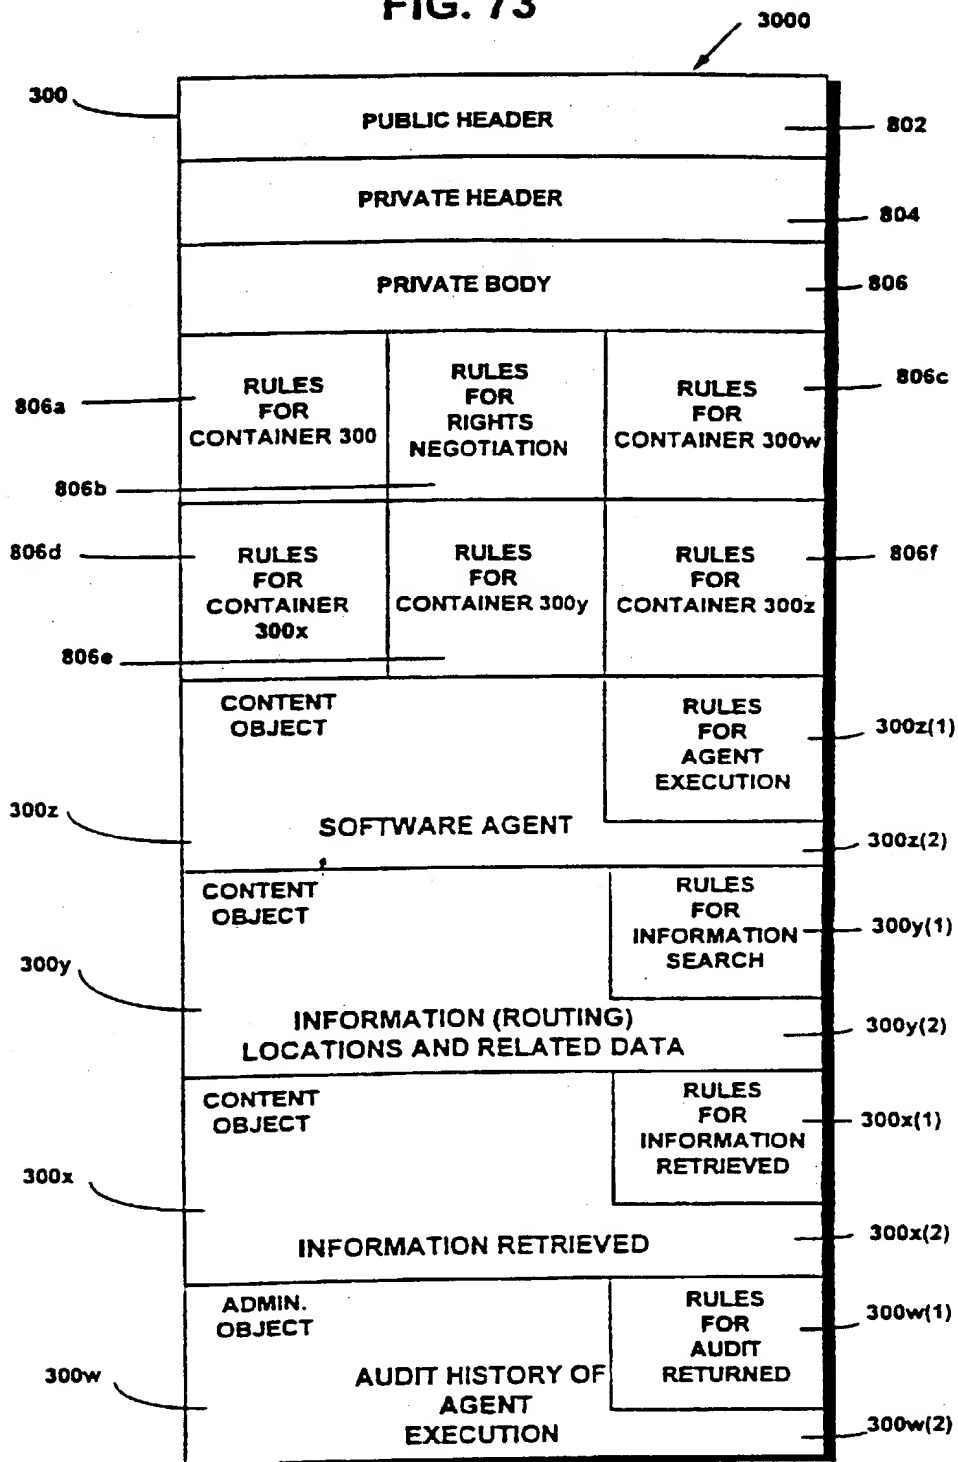 FIG. 73
3000
300
PUBLIC HEADER
802
PRIVATE HEADER
804
PRIVATE BODY
806
806a
RULES
FOR
CONTAINER 300
RULES
FOR
RIGHTS
NEGOTIATION
RULES
FOR
CONTAINER 300w
806c
806b
806d
RULES
FOR
CONTAINER
300x
RULES
FOR
CONTAINER 300y
RULES
FOR
CONTAINER 300z
806f
806e
CONTENT
OBJECT
RULES
FOR
AGENT
EXECUTION
300z(1)
300z
SOFTWARE AGENT
300z(2)
CONTENT
OBJECT
RULES
FOR
INFORMATION
SEARCH
300y(1)
300y
INFORMATION (ROUTING)
LOCATIONS AND RELATED DATA
300y(2)
CONTENT
OBJECT
RULES
FOR
INFORMATION
RETRIEVED
300x(1)
300x
INFORMATION RETRIEVED
300x(2)
ADMIN.
OBJECT
RULES
FOR
AUDIT
RETURNED
300w(1)
300w
AUDIT HISTORY OF
AGENT
EXECUTION
300w(2)